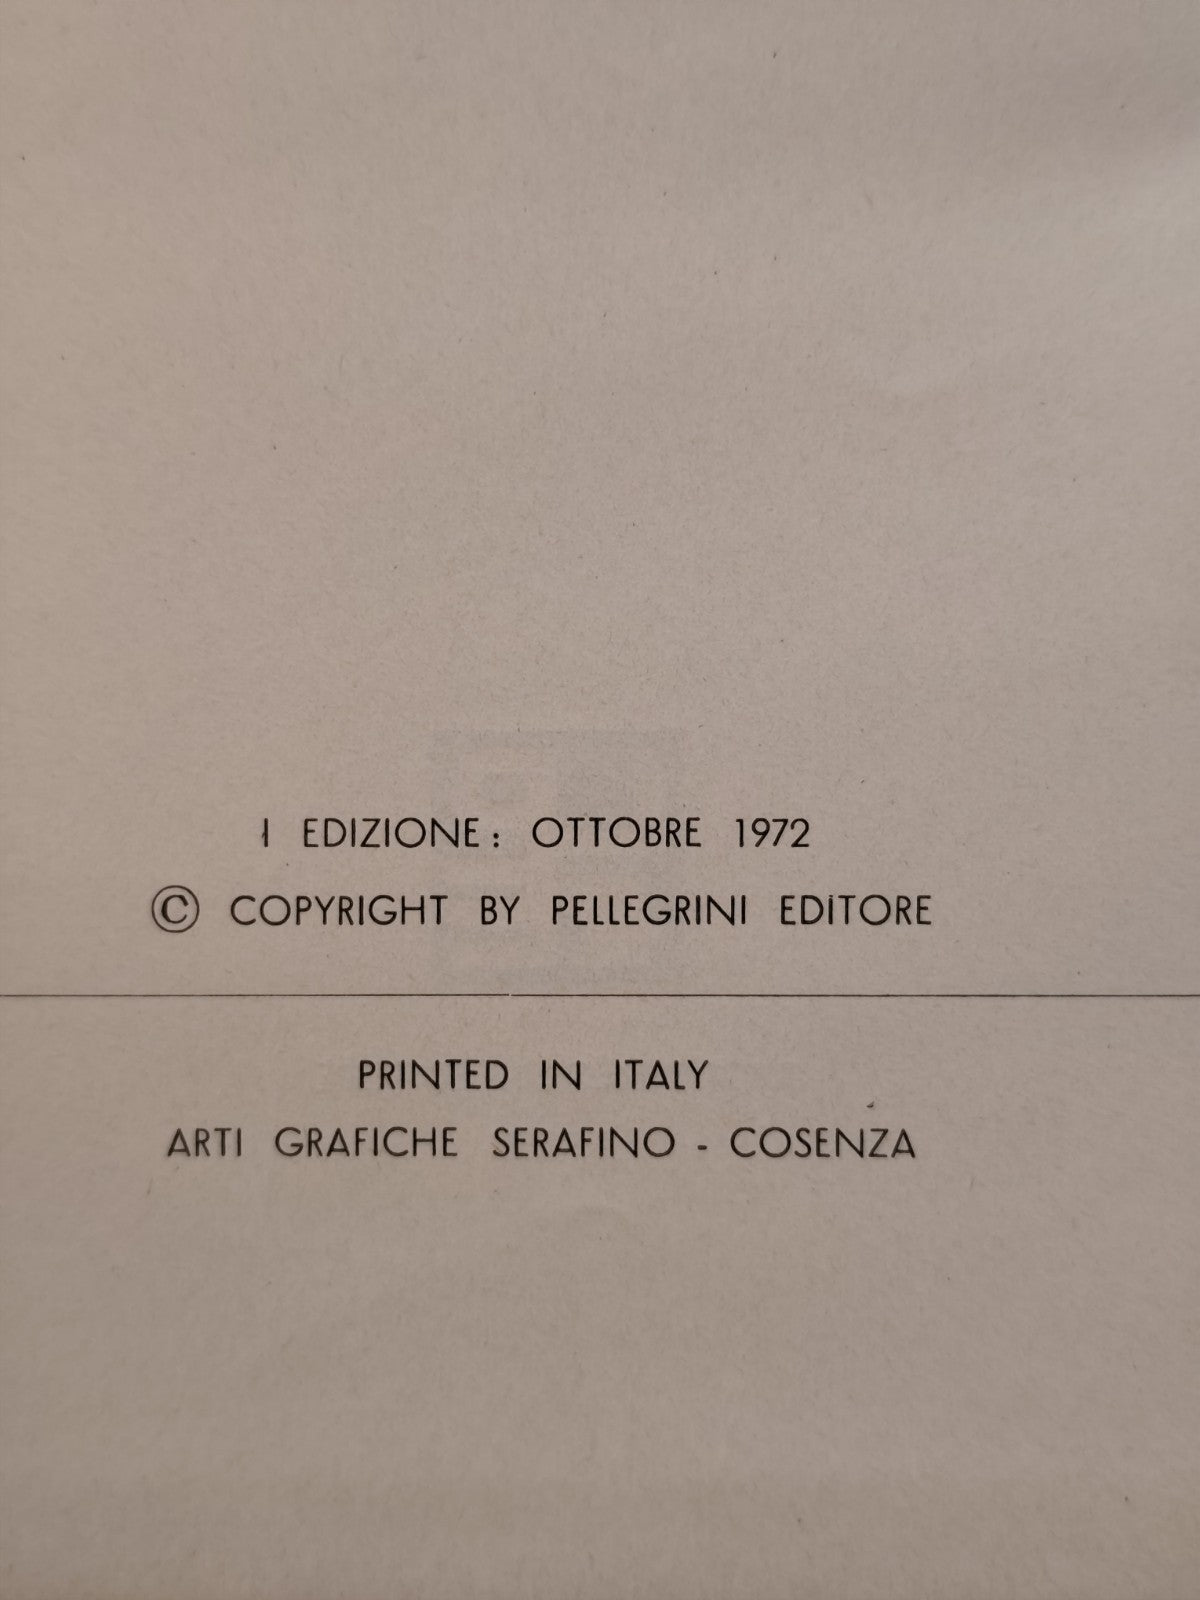 I EDIZIONE: OTTOBRE 1972
© COPYRIGHT BY PELLEGRINI EDITORE
PRINTED IN ITALY
ARTI GRAFICHE SERAFINO - COSENZA